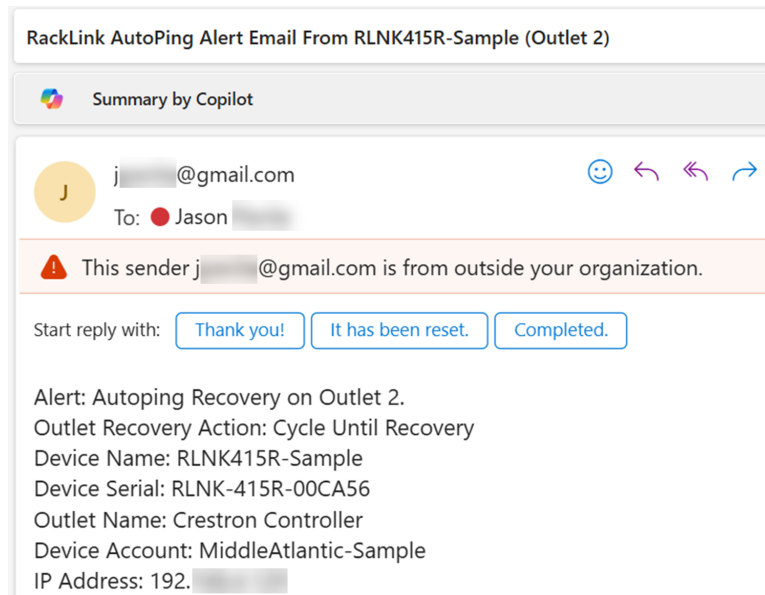 RackLink AutoPing Alert Email From RLNK415R-Sample (Outlet 2)
Summary by Copilot
J
j @gmail.com
To: Jason
This sender j @gmail.com is from outside your organization.
Start reply with: Thank you! It has been reset. Completed.
Alert: Autoping Recovery on Outlet 2.
Outlet Recovery Action: Cycle Until Recovery
Device Name: RLNK415R-Sample
Device Serial: RLNK-415R-00CA56
Outlet Name: Crestron Controller
Device Account: MiddleAtlantic-Sample
IP Address: 192.